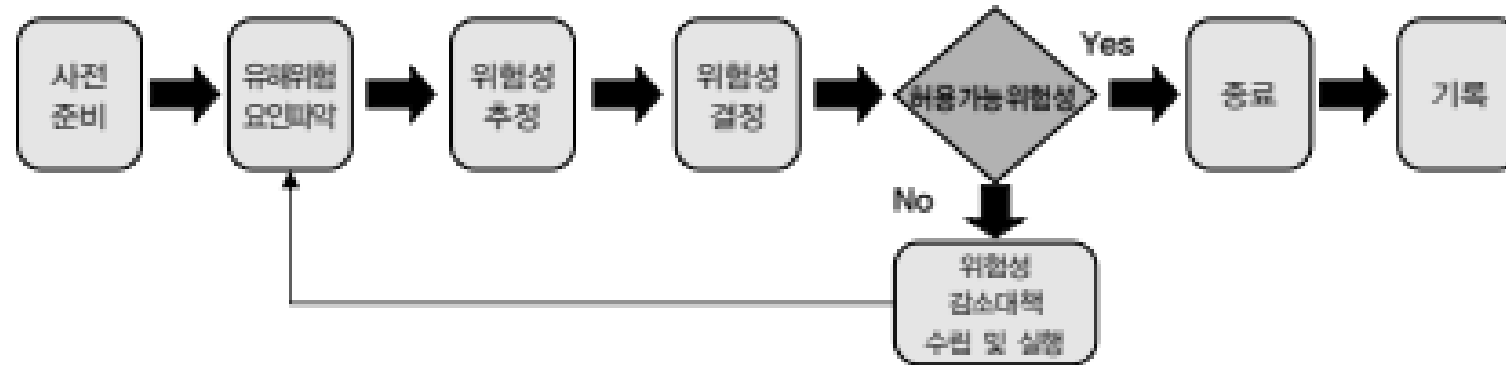 사전
준비
유해위험
요인파악
위험성
추정
위험성
결정
허용가능위험성
Yes
종료
기록
No
위험성
감소대책
수립 및 실행